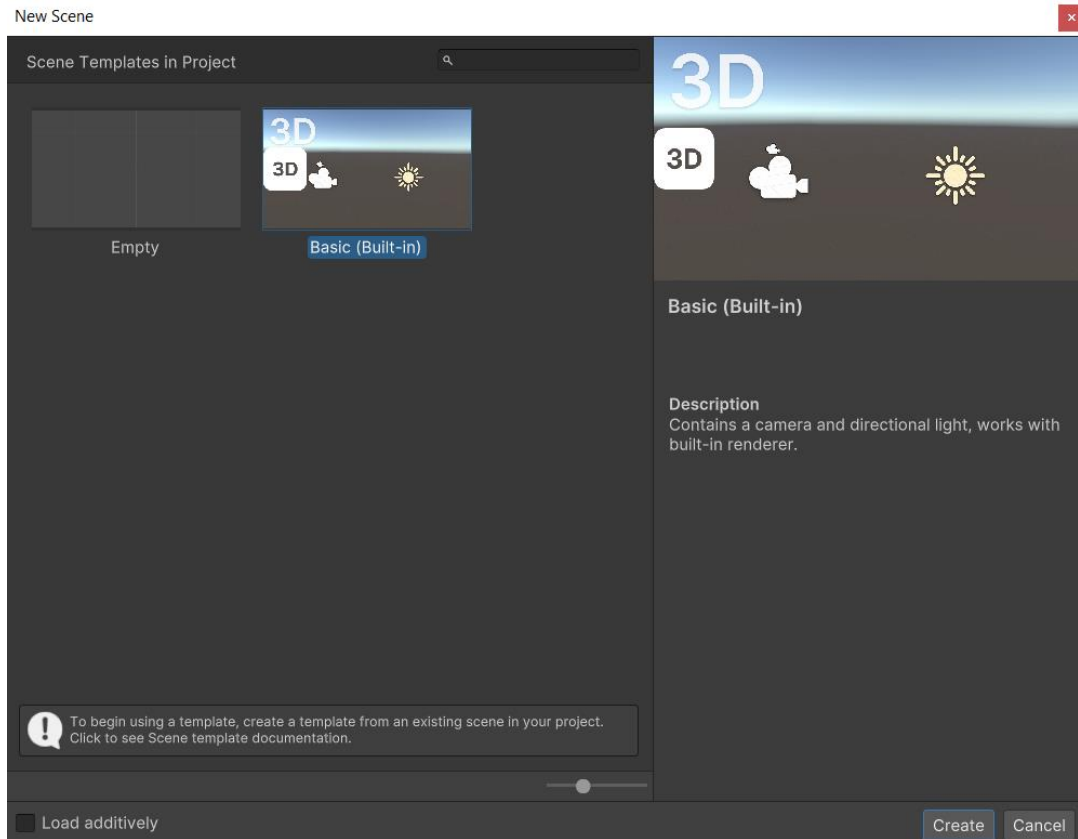 New Scene
Scene Templates in Project
3D
3D
Empty
Basic (Built-in)
To begin using a template, create a template from an existing scene in your project.
Click to see Scene template documentation.
3D
3D
Basic (Built-in)
Description
Contains a camera and directional light, works with
built-in renderer.
Load additively
Create
Cancel